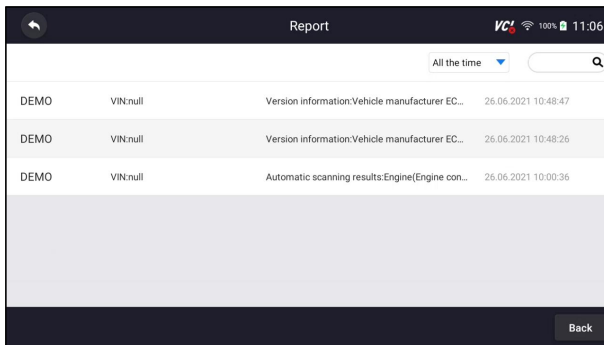 Report VCI 100% 11:06
All the time
DEMO VIN:null Version information:Vehicle manufacturer EC... 26.06.2021 10:48:47
DEMO VIN:null Version information:Vehicle manufacturer EC... 26.06.2021 10:48:26
DEMO VIN:null Automatic scanning results:Engine(Engine con... 26.06.2021 10:00:36
Back